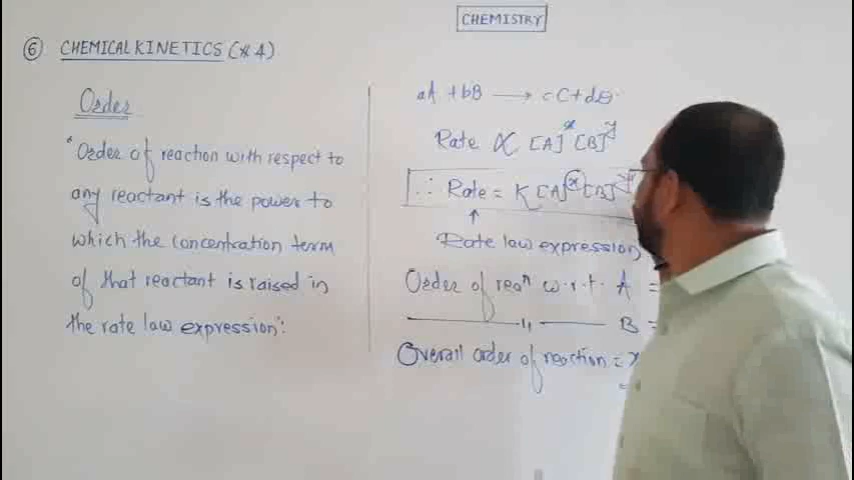 CHEMISTRY
⑥ CHEMICAL KINETICS (* 4)
Order
"Order of reaction with respect to
any reactant is the power to
which the concentration term
of that reactant is raised in
the rate law expression".
aA + bB → cC + dD
Rate ∝ [A]^x [B]^y
∴ Rate = K [A]^x [B]^y
↑
Rate law expression
Order of rea^n w.r.t. A =
——— 〃 ——— B =
Overall order of reaction = x